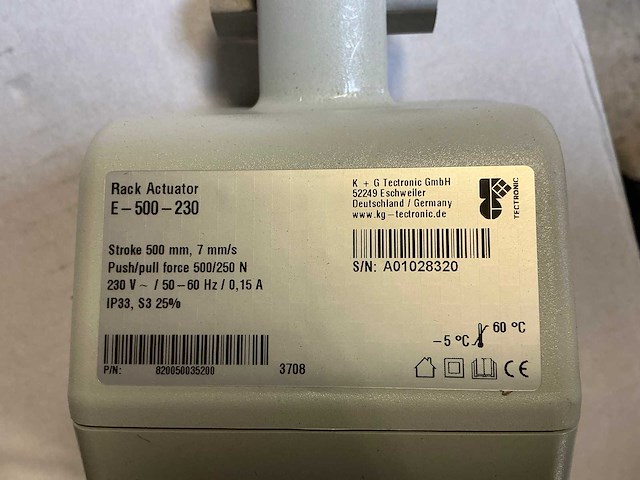 Rack Actuator
E-500-230
Stroke 500 mm, 7 mm/s
Push/pull force 500/250 N
230 V ~ / 50-60 Hz / 0,15 A
IP33, S3 25%
P/N: 820050035200
3708
K + G Tectronic GmbH
52249 Eschweiler
Deutschland / Germany
www.kg-tectronic.de
TECTRONIC
S/N: A01028320
-5 °C 60 °C
CE